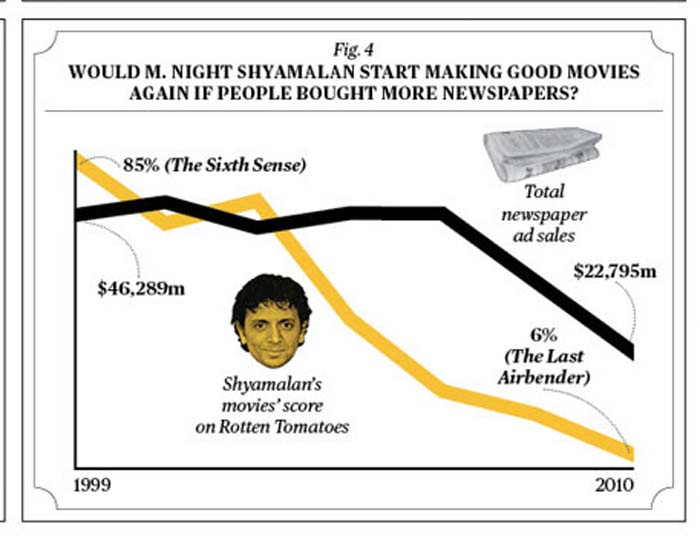 Fig. 4
WOULD M. NIGHT SHYAMALAN START MAKING GOOD MOVIES
AGAIN IF PEOPLE BOUGHT MORE NEWSPAPERS?
85% (The Sixth Sense)
Total
newspaper
ad sales
$46,289m
$22,795m
6%
(The Last
Airbender)
Shyamalan's
movies' score
on Rotten Tomatoes
1999
2010